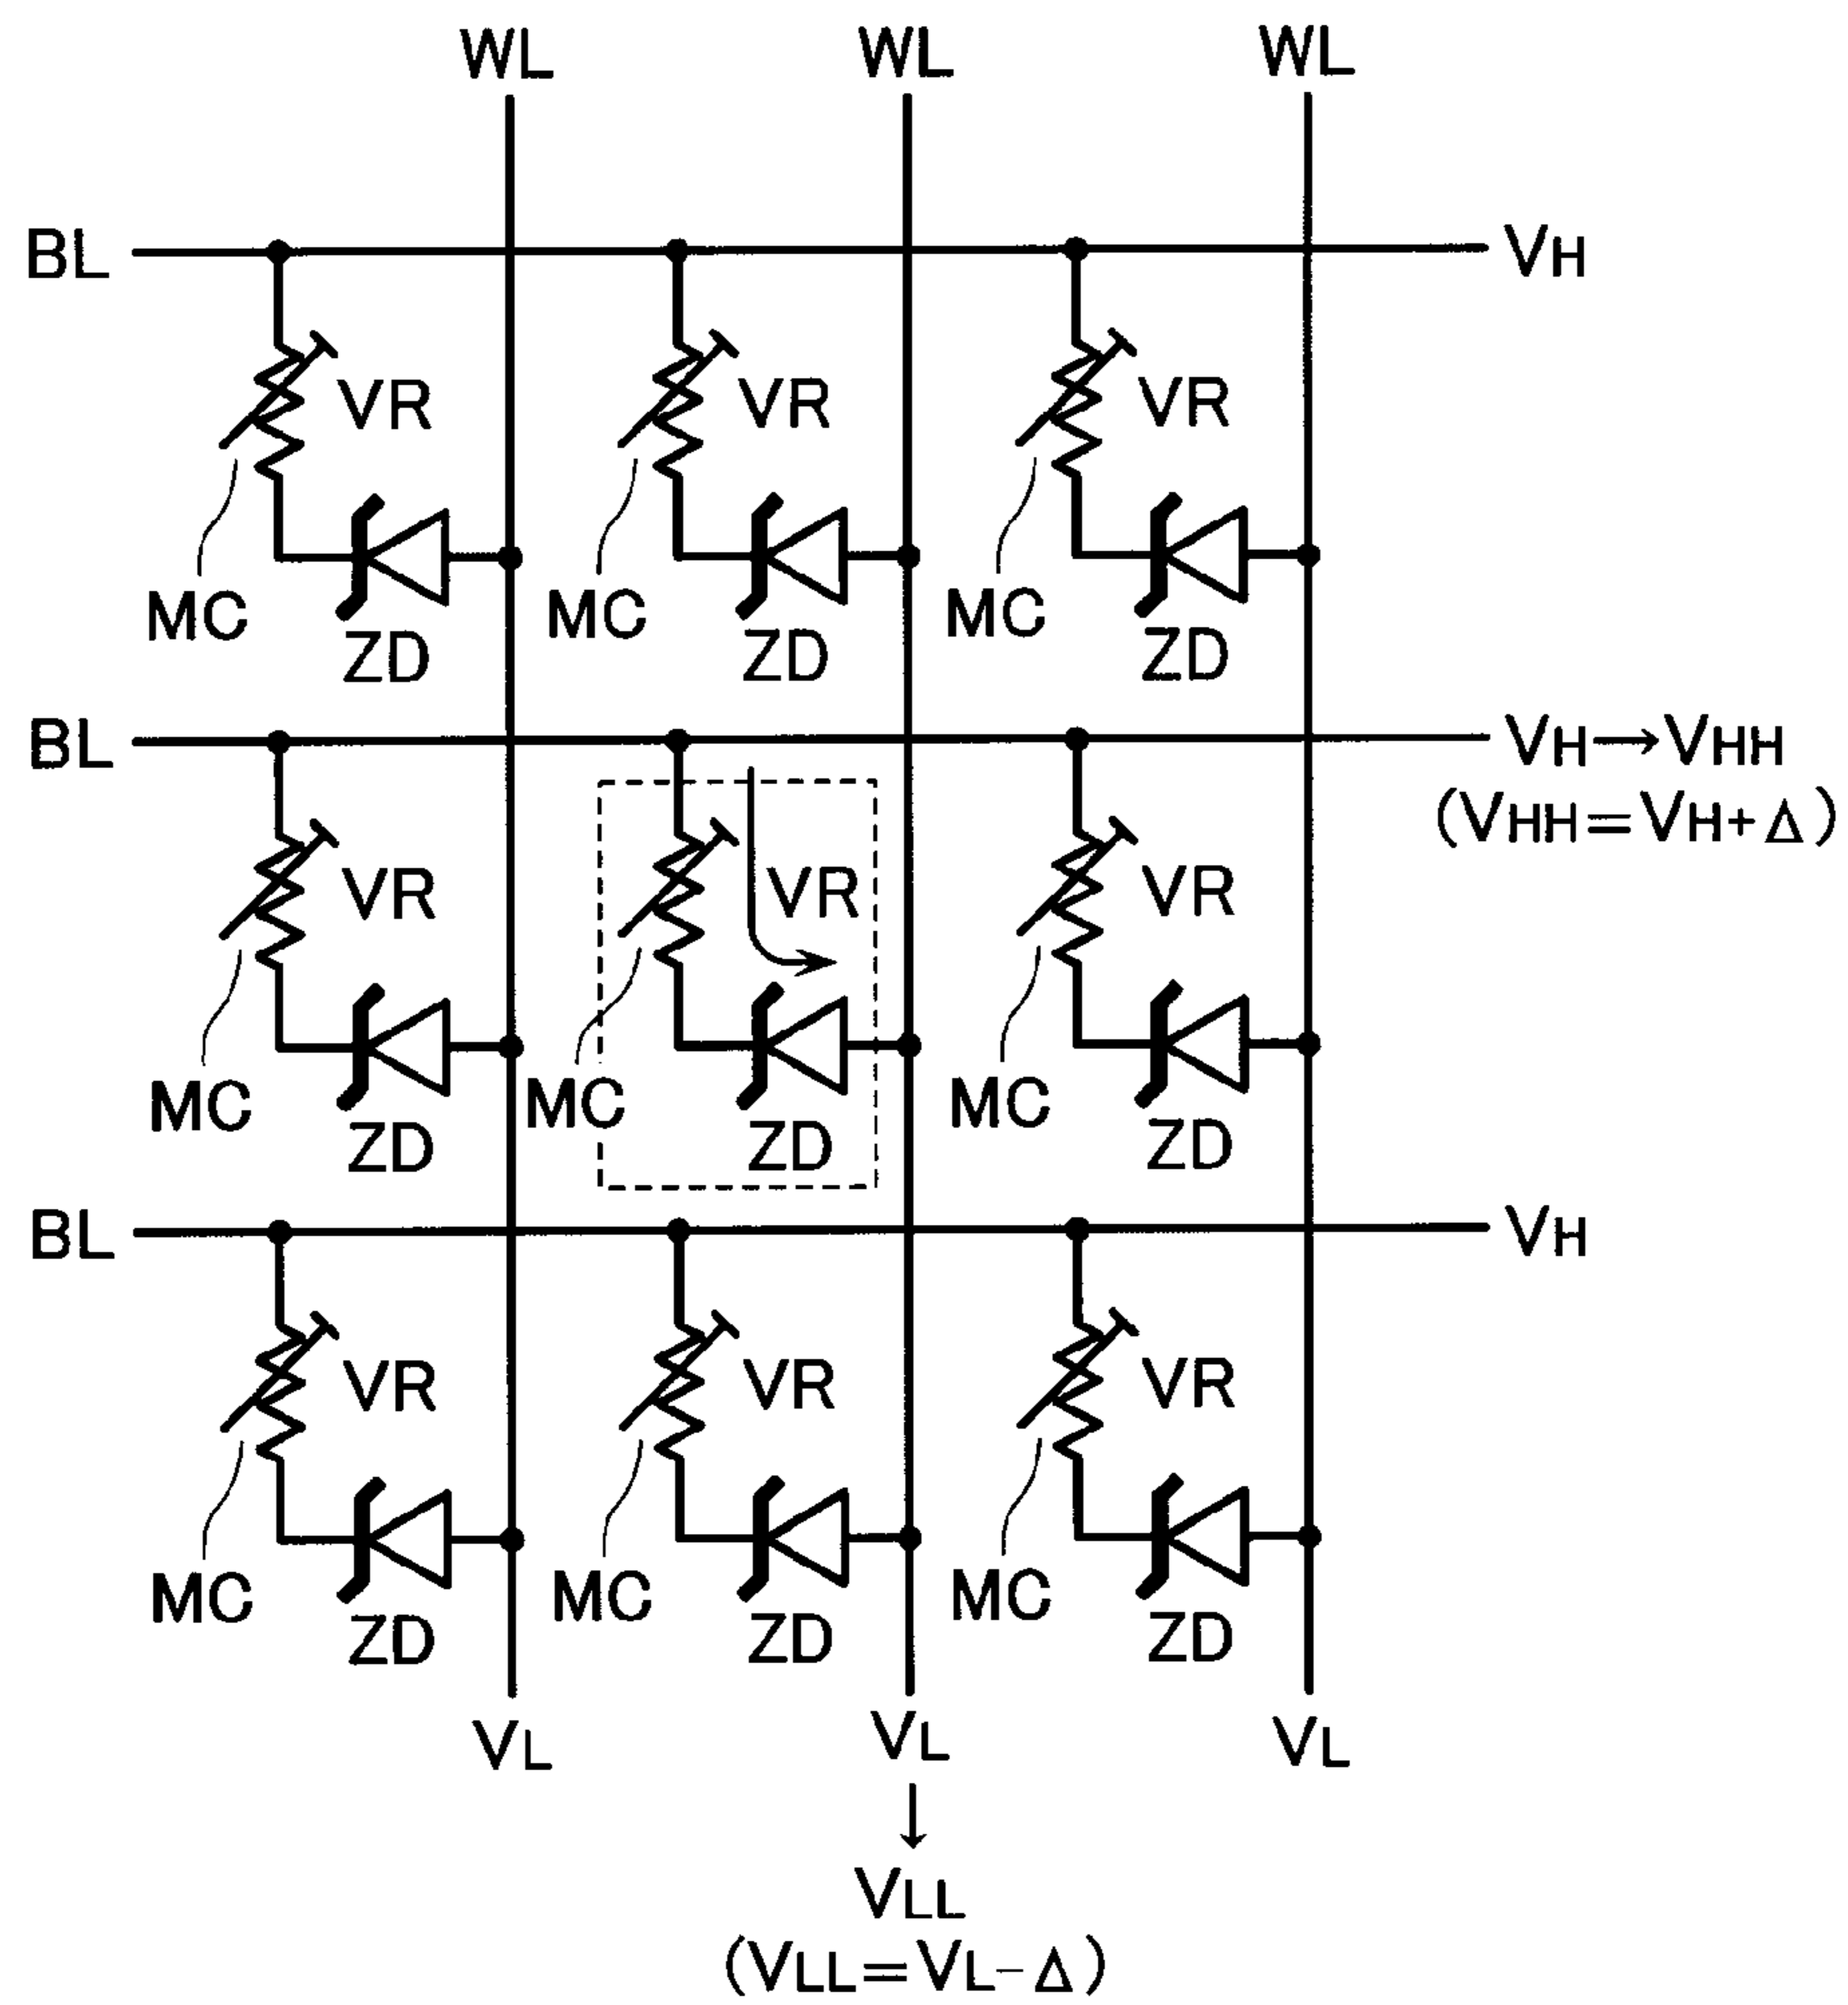 WL WL WL
BL VH
VR VR VR
MC MC MC
ZD ZD ZD
BL VH→VHH
(VHH=VH+Δ)
VR VR VR
MC MC MC
ZD ZD ZD
BL VH
VR VR VR
MC MC MC
ZD ZD ZD
VL VL VL
↓
VLL
(VLL=VL-Δ)